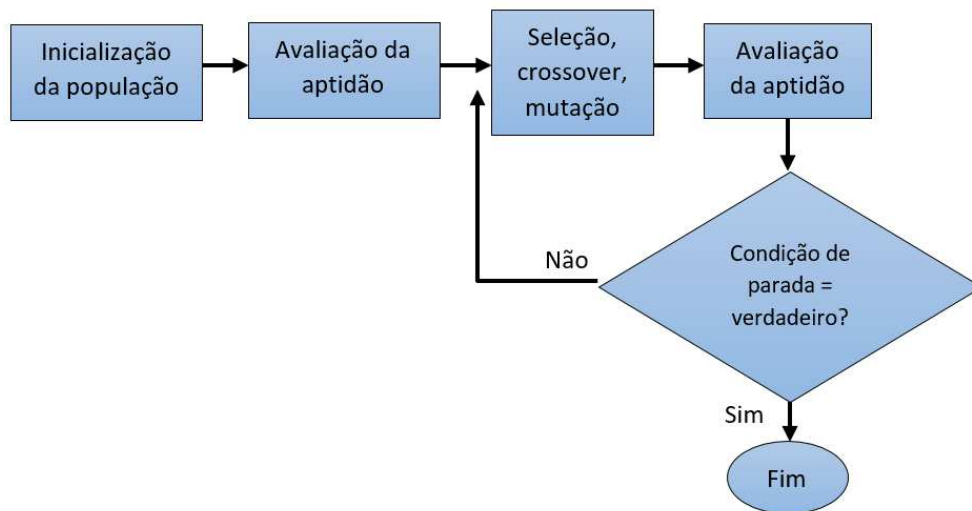 Inicialização
da população
Avaliação da
aptidão
Seleção,
crossover,
mutação
Avaliação
da aptidão
Condição de
parada =
verdadeiro?
Não
Sim
Fim